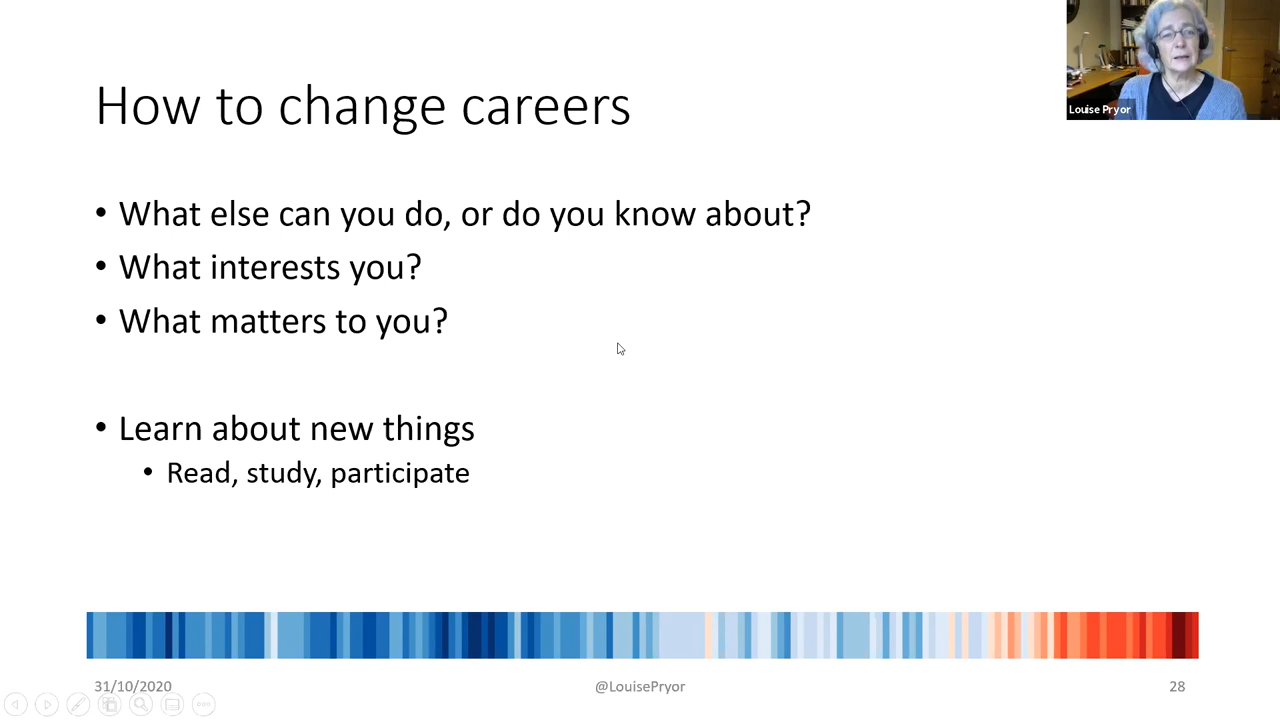 How to change careers
Louise Pryor
• What else can you do, or do you know about?
• What interests you?
• What matters to you?
• Learn about new things
• Read, study, participate
31/10/2020
@LouisePryor
28